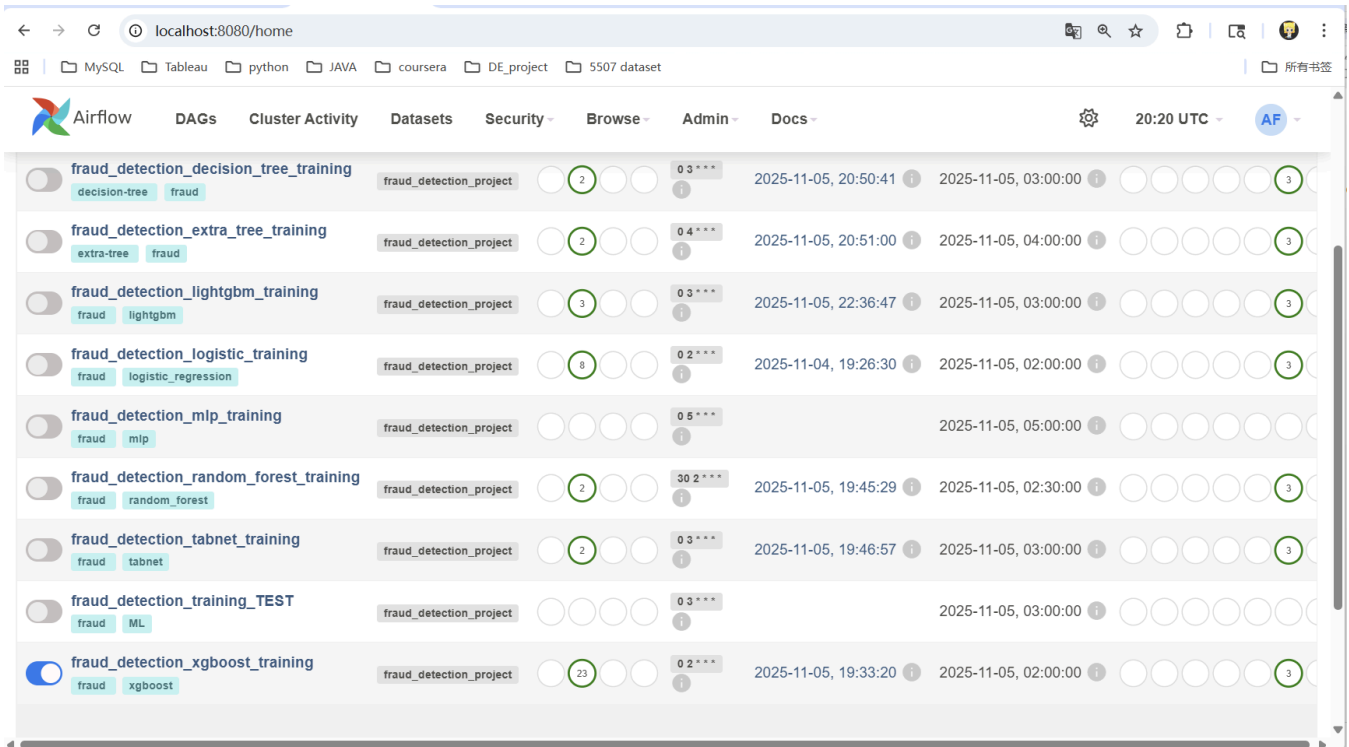 localhost:8080/home
MySQL Tableau python JAVA coursera DE_project 5507 dataset 所有书签
Airflow DAGs Cluster Activity Datasets Security Browse Admin Docs 20:20 UTC AF
fraud_detection_decision_tree_training
decision-tree fraud
fraud_detection_project 2 0 3 * * * 2025-11-05, 20:50:41 2025-11-05, 03:00:00 3
fraud_detection_extra_tree_training
extra-tree fraud
fraud_detection_project 2 0 4 * * * 2025-11-05, 20:51:00 2025-11-05, 04:00:00 3
fraud_detection_lightgbm_training
fraud lightgbm
fraud_detection_project 3 0 3 * * * 2025-11-05, 22:36:47 2025-11-05, 03:00:00 3
fraud_detection_logistic_training
fraud logistic_regression
fraud_detection_project 8 0 2 * * * 2025-11-04, 19:26:30 2025-11-05, 02:00:00 3
fraud_detection_mlp_training
fraud mlp
fraud_detection_project 0 5 * * * 2025-11-05, 05:00:00
fraud_detection_random_forest_training
fraud random_forest
fraud_detection_project 2 30 2 * * * 2025-11-05, 19:45:29 2025-11-05, 02:30:00 3
fraud_detection_tabnet_training
fraud tabnet
fraud_detection_project 2 0 3 * * * 2025-11-05, 19:46:57 2025-11-05, 03:00:00 3
fraud_detection_training_TEST
fraud ML
fraud_detection_project 0 3 * * * 2025-11-05, 03:00:00
fraud_detection_xgboost_training
fraud xgboost
fraud_detection_project 23 0 2 * * * 2025-11-05, 19:33:20 2025-11-05, 02:00:00 3